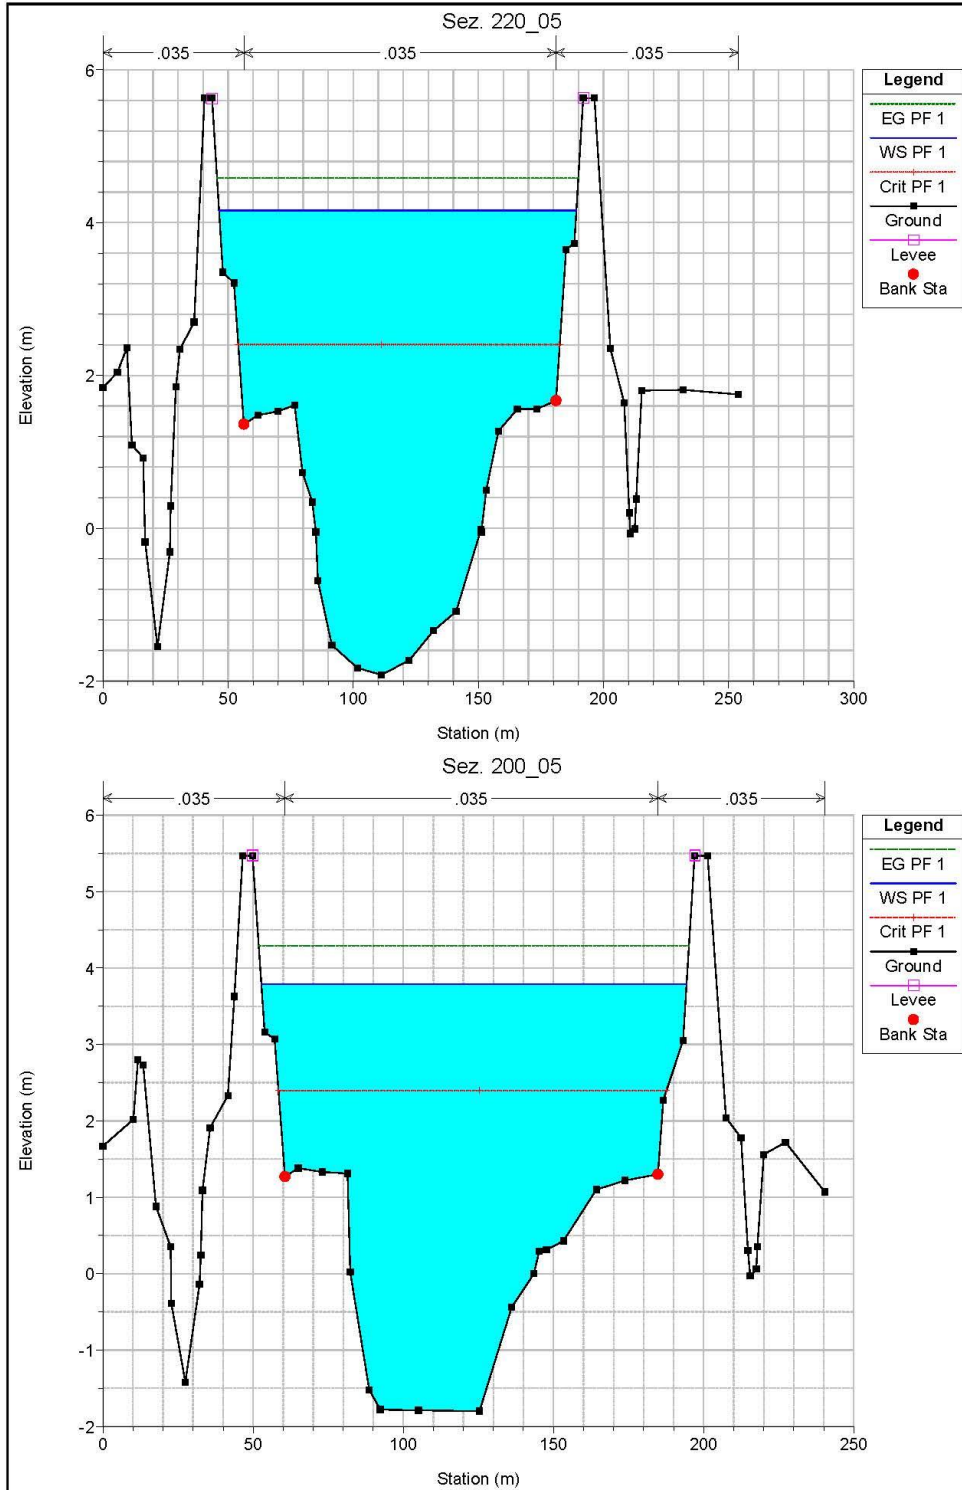 Sez. 220_05
.035 .035 .035
6
4
2
0
-2
Elevation (m)
0 50 100 150 200 250 300
Station (m)
Legend
EG PF 1
WS PF 1
Crit PF 1
Ground
Levee
Bank Sta
Sez. 200_05
.035 .035 .035
6
5
4
3
2
1
0
-1
-2
Elevation (m)
0 50 100 150 200 250
Station (m)
Legend
EG PF 1
WS PF 1
Crit PF 1
Ground
Levee
Bank Sta